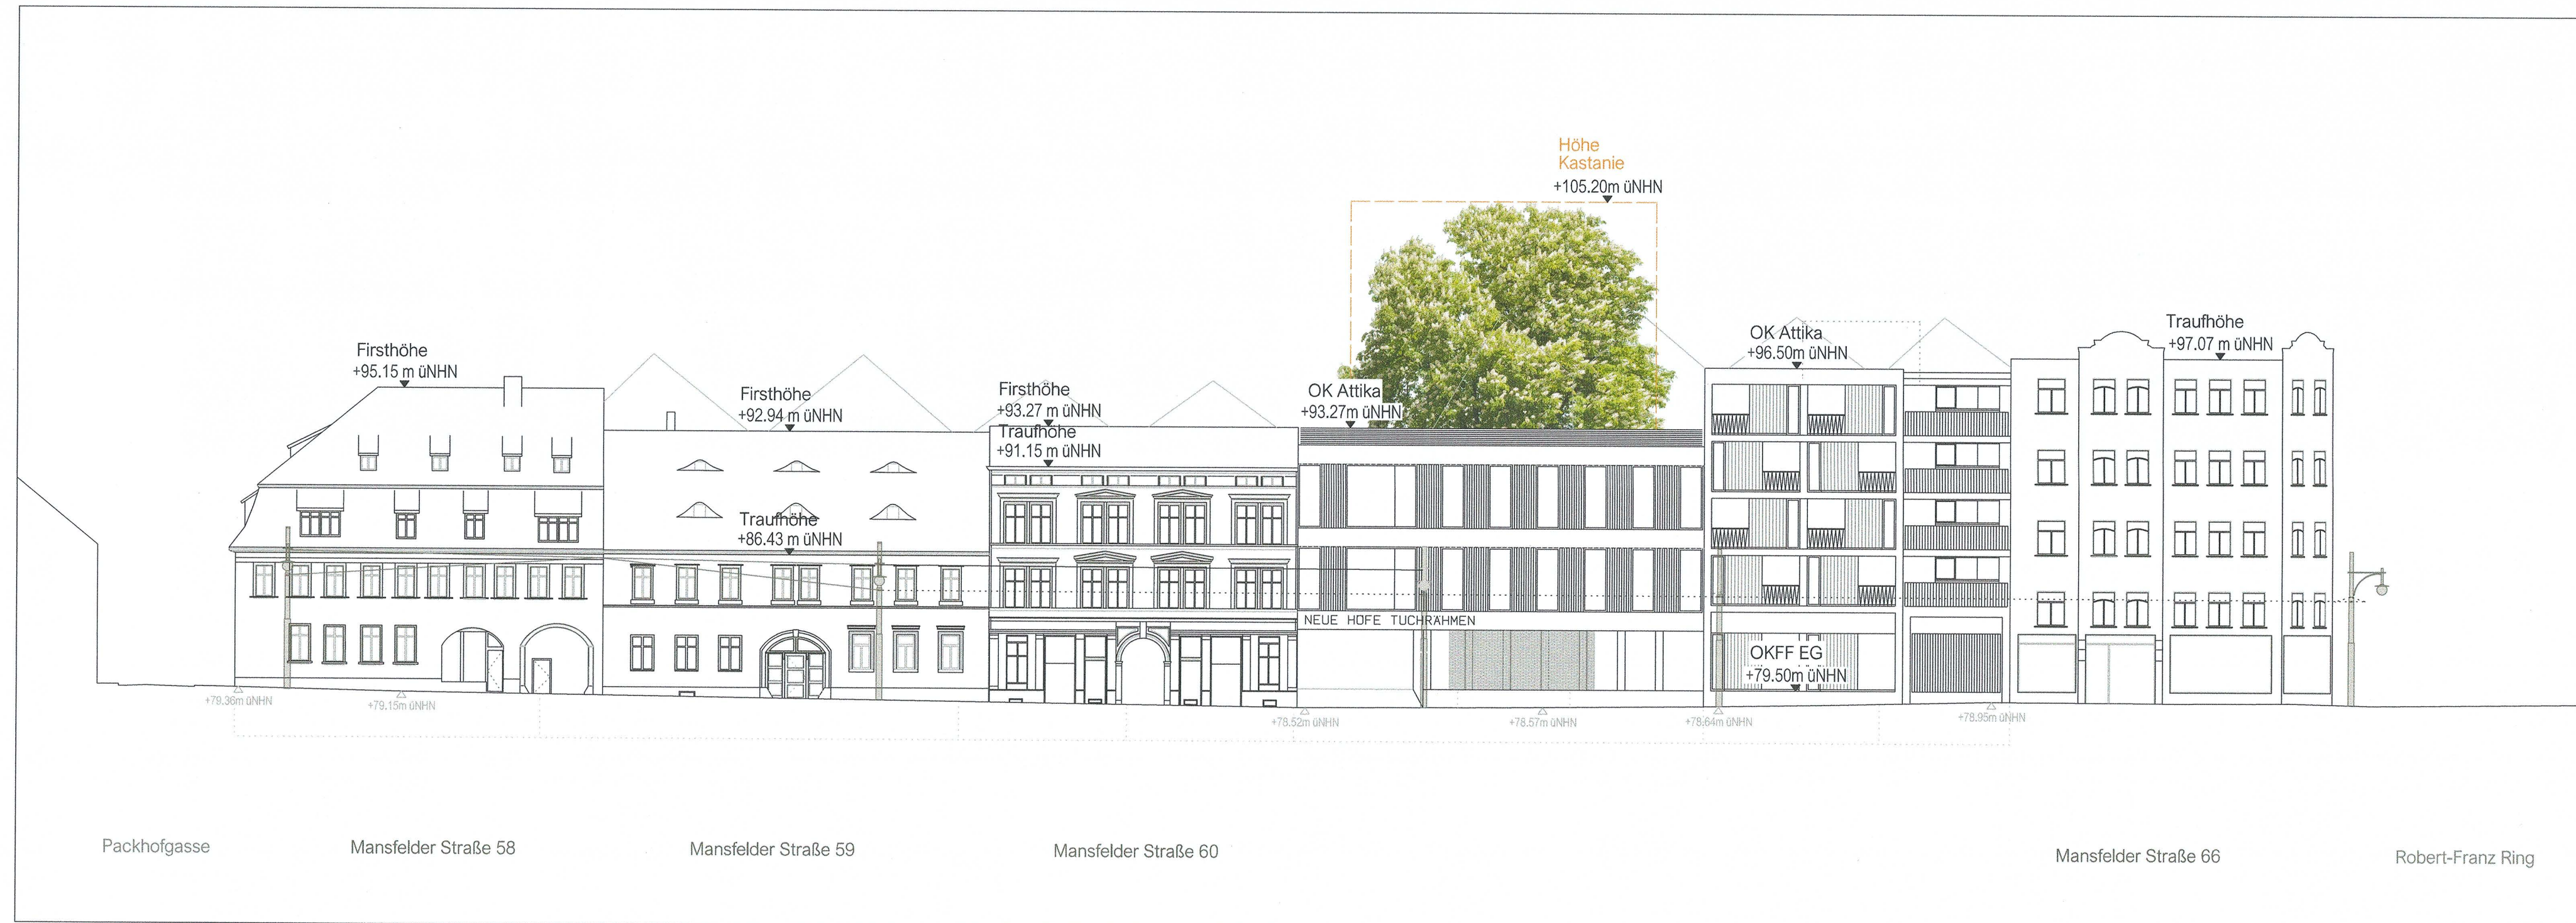 Höhe
Kastanie
+105.20m üNHN
Firsthöhe
+95.15 m üNHN
Firsthöhe
+92.94 m üNHN
Traufhöhe
+86.43 m üNHN
Firsthöhe
+93.27 m üNHN
Traufhöhe
+91.15 m üNHN
OK Attika
+93.27m üNHN
OK Attika
+96.50m üNHN
Traufhöhe
+97.07 m üNHN
NEUE HÖFE TUCHRÄHMEN
OKFF EG
+79.50m üNHN
+79.36m üNHN
+79.15m üNHN
+78.52m üNHN
+78.57m üNHN
+78.64m üNHN
+78.95m üNHN
Packhofgasse
Mansfelder Straße 58
Mansfelder Straße 59
Mansfelder Straße 60
Mansfelder Straße 66
Robert-Franz Ring